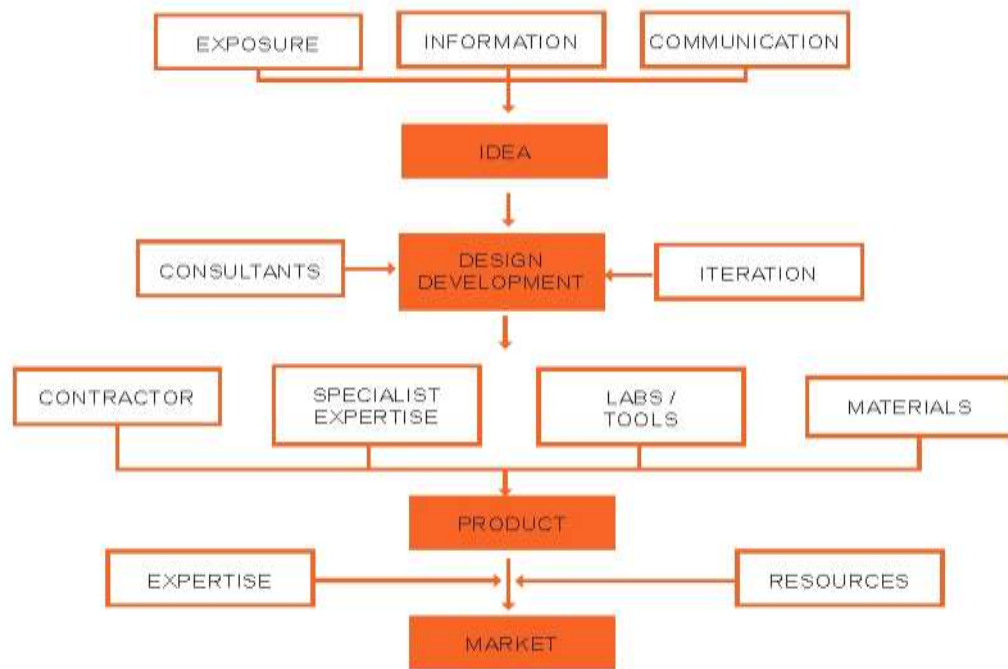 EXPOSURE
INFORMATION
COMMUNICATION
IDEA
CONSULTANTS
DESIGN
DEVELOPMENT
ITERATION
CONTRACTOR
SPECIALIST
EXPERTISE
LABS /
TOOLS
MATERIALS
PRODUCT
EXPERTISE
RESOURCES
MARKET